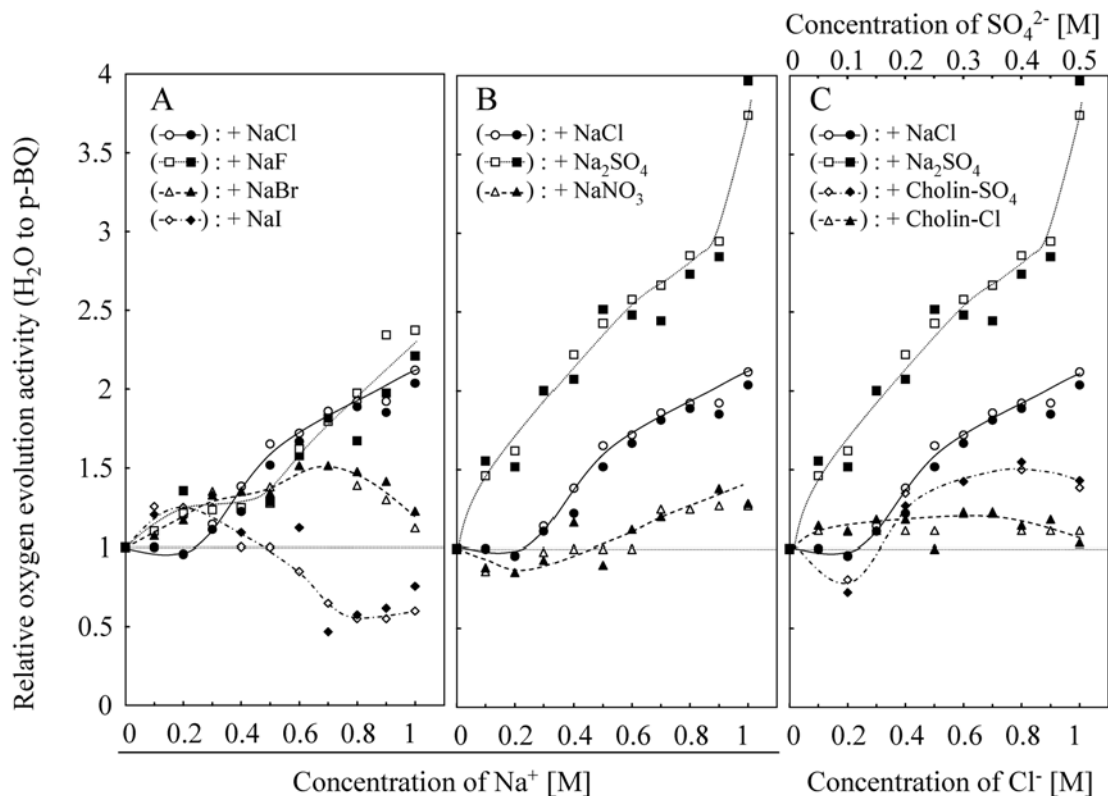 Concentration of SO₄²⁻ [M]
0 0.1 0.2 0.3 0.4 0.5
Relative oxygen evolution activity (H₂O to p-BQ)
4
3.5
3
2.5
2
1.5
1
0.5
0
A
( ) : + NaCl
( ) : + NaF
( ) : + NaBr
( ) : + NaI
B
( ) : + NaCl
( ) : + Na₂SO₄
( ) : + NaNO₃
C
( ) : + NaCl
( ) : + Na₂SO₄
( ) : + Cholin-SO₄
( ) : + Cholin-Cl
0 0.2 0.4 0.6 0.8 1
0 0.2 0.4 0.6 0.8 1
0 0.2 0.4 0.6 0.8 1
Concentration of Na⁺ [M]
Concentration of Cl⁻ [M]